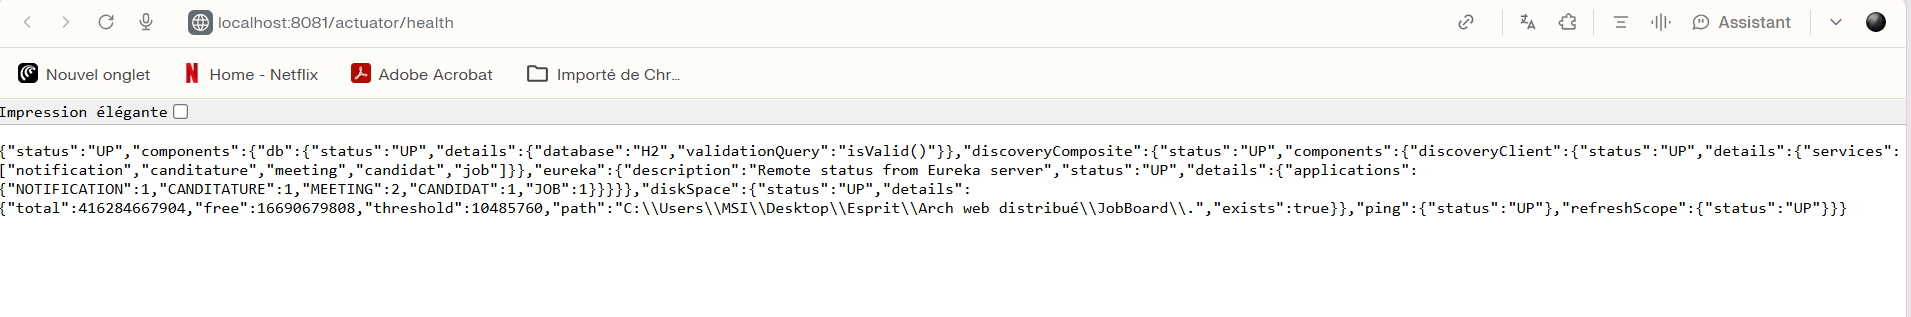 localhost:8081/actuator/health
Assistant
Nouvel onglet
Home - Netflix
Adobe Acrobat
Importé de Chr...
Impression élégante
{"status":"UP","components":{"db":{"status":"UP","details":{"database":"H2","validationQuery":"isValid()"}},"discoveryComposite":{"status":"UP","components":{"discoveryClient":{"status":"UP","details":{"services":
["notification","canditature","meeting","candidat","job"]}},"eureka":{"description":"Remote status from Eureka server","status":"UP","details":{"applications":
{"NOTIFICATION":1,"CANDITATURE":1,"MEETING":2,"CANDIDAT":1,"JOB":1}}}}},"diskSpace":{"status":"UP","details":
{"total":416284667904,"free":16690679808,"threshold":10485760,"path":"C:\\Users\\MSI\\Desktop\\Esprit\\Arch web distribué\\JobBoard\\.","exists":true}},"ping":{"status":"UP"},"refreshScope":{"status":"UP"}}}